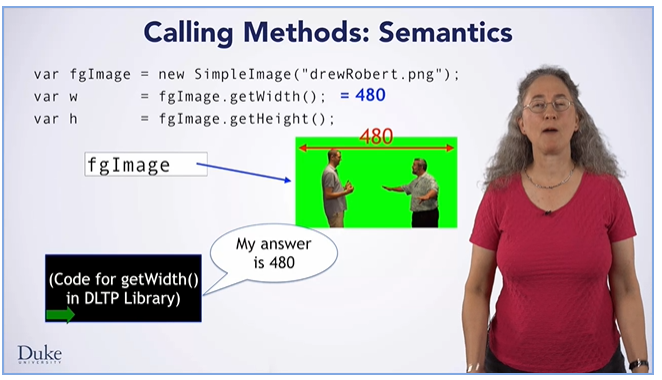 Calling Methods: Semantics
var fgImage = new SimpleImage("drewRobert.png");
var w = fgImage.getWidth(); = 480
var h = fgImage.getHeight();
480
fgImage
My answer
is 480
(Code for getWidth()
in DLTP Library)
Duke
UNIVERSITY